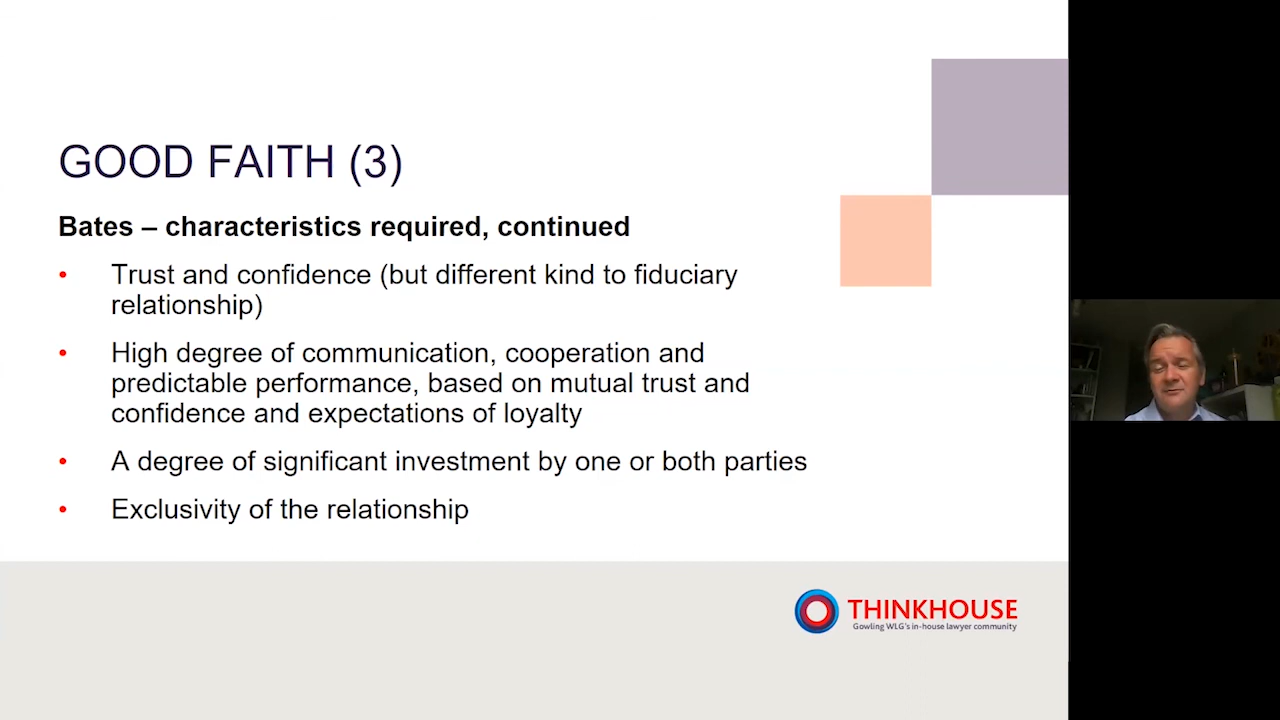 GOOD FAITH (3)
Bates – characteristics required, continued
• Trust and confidence (but different kind to fiduciary
relationship)
• High degree of communication, cooperation and
predictable performance, based on mutual trust and
confidence and expectations of loyalty
• A degree of significant investment by one or both parties
• Exclusivity of the relationship
THINKHOUSE
Gowling WLG's in-house lawyer community